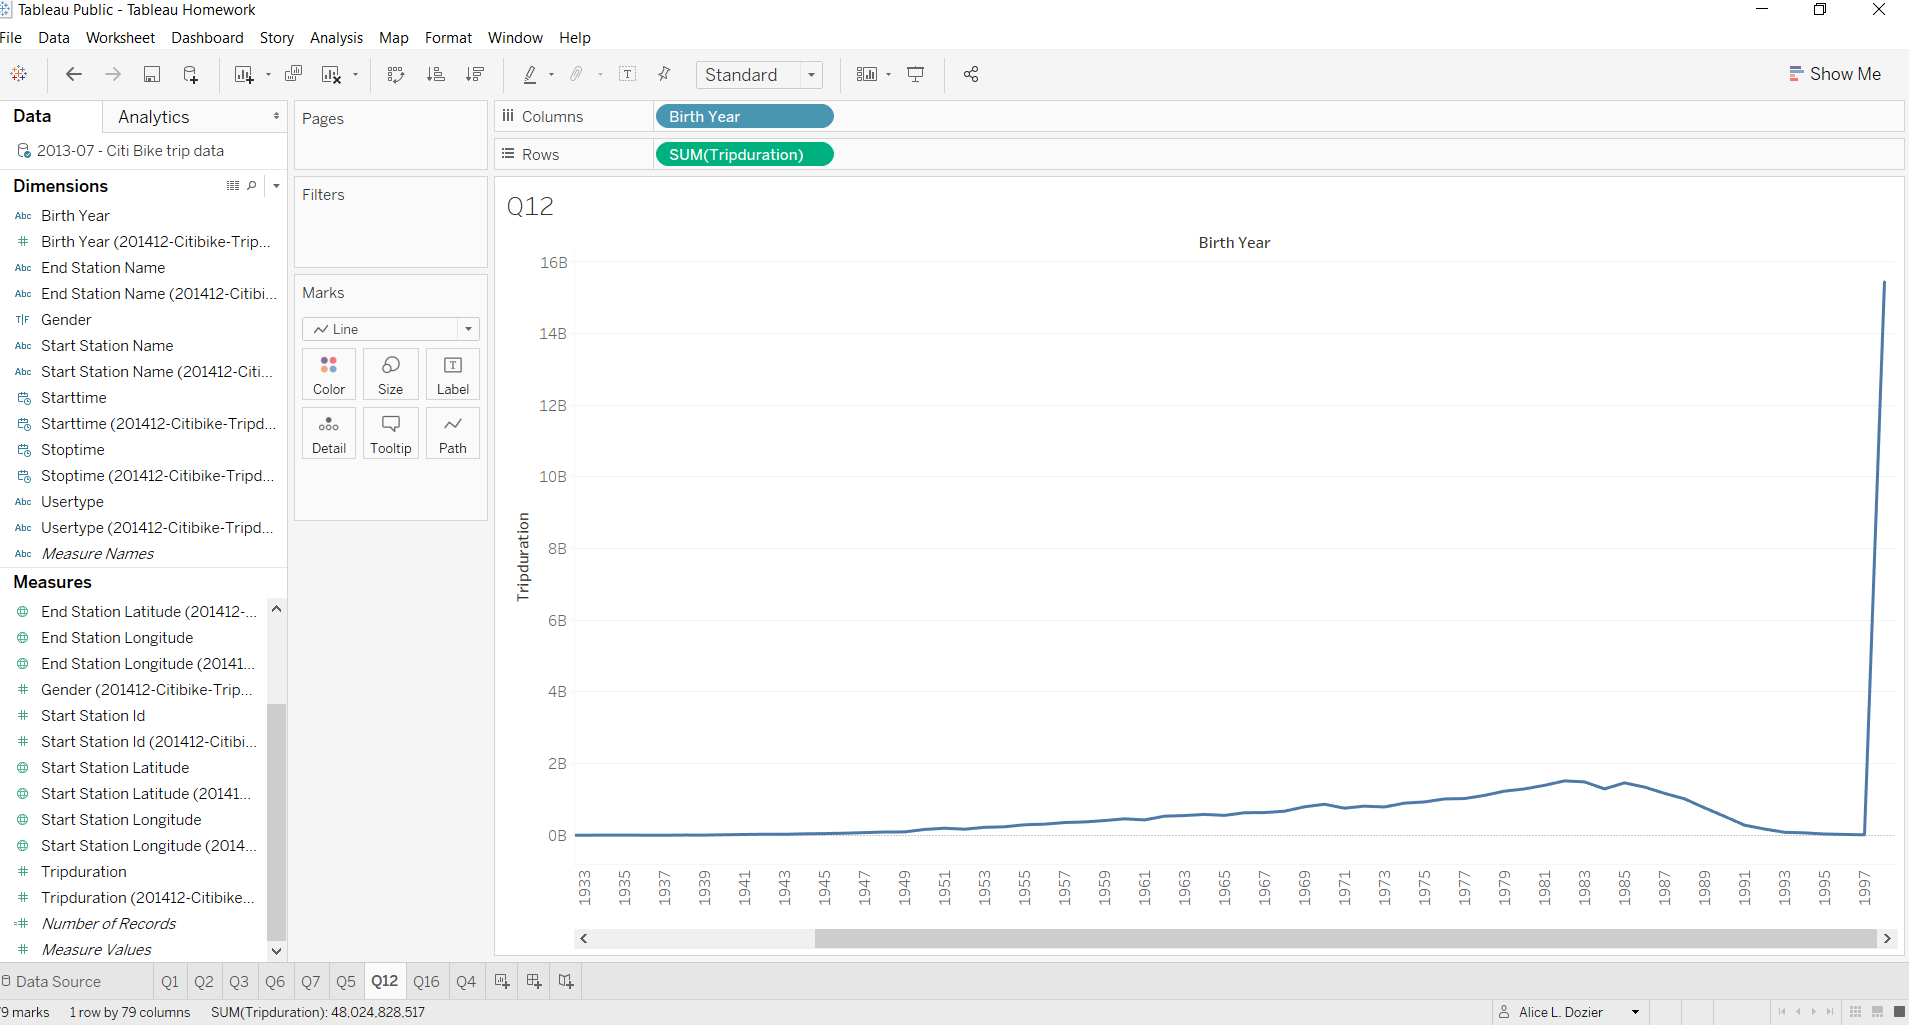 Tableau Public - Tableau Homework
File Data Worksheet Dashboard Story Analysis Map Format Window Help
Standard
Show Me
Data Analytics
2013-07 - Citi Bike trip data
Dimensions
Abc Birth Year
Birth Year (201412-Citibike-Trip...
Abc End Station Name
Abc End Station Name (201412-Citibi...
T|F Gender
Abc Start Station Name
Abc Start Station Name (201412-Citi...
Starttime
Starttime (201412-Citibike-Tripd...
Stoptime
Stoptime (201412-Citibike-Tripd...
Abc Usertype
Abc Usertype (201412-Citibike-Tripd...
Abc Measure Names
Measures
End Station Latitude (201412-...
End Station Longitude
End Station Longitude (20141...
Gender (201412-Citibike-Trip...
Start Station Id
Start Station Id (201412-Citibi...
Start Station Latitude
Start Station Latitude (20141...
Start Station Longitude
Start Station Longitude (2014...
Tripduration
Tripduration (201412-Citibike...
Number of Records
Measure Values
Pages
Filters
Marks
Line
Color Size Label
Detail Tooltip Path
Columns Birth Year
Rows SUM(Tripduration)
Q12
Birth Year
16B
14B
12B
10B
8B
6B
4B
2B
0B
Tripduration
1933 1935 1937 1939 1941 1943 1945 1947 1949 1951 1953 1955 1957 1959 1961 1963 1965 1967 1969 1971 1973 1975 1977 1979 1981 1983 1985 1987 1989 1991 1993 1995 1997
Data Source Q1 Q2 Q3 Q6 Q7 Q5 Q12 Q16 Q4
79 marks 1 row by 79 columns SUM(Tripduration): 48,024,828,517
Alice L. Dozier